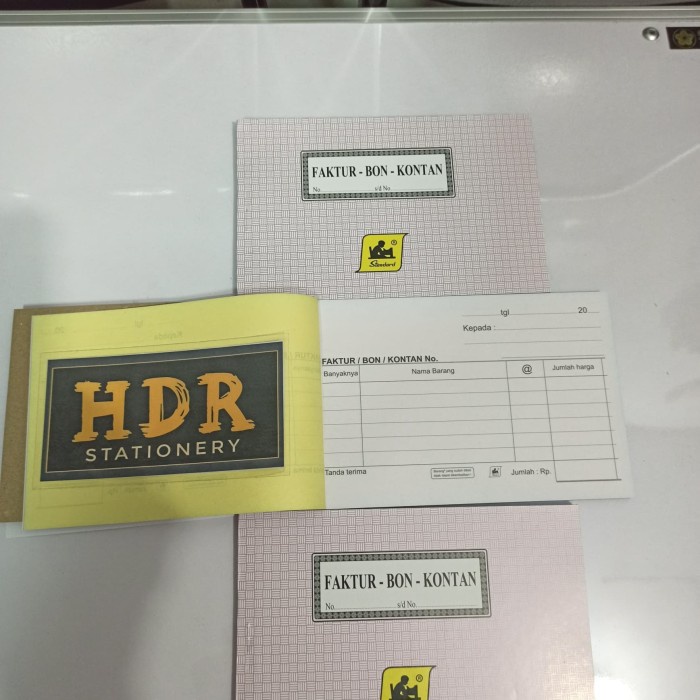 FAKTUR - BON - KONTAN
No. s/d No.
Standard
HDR
STATIONERY
tgl 20
Kepada :
FAKTUR / BON / KONTAN No.
Banyaknya Nama Barang @ Jumlah harga
Tanda terima Jumlah : Rp.
FAKTUR - BON - KONTAN
No. s/d No.